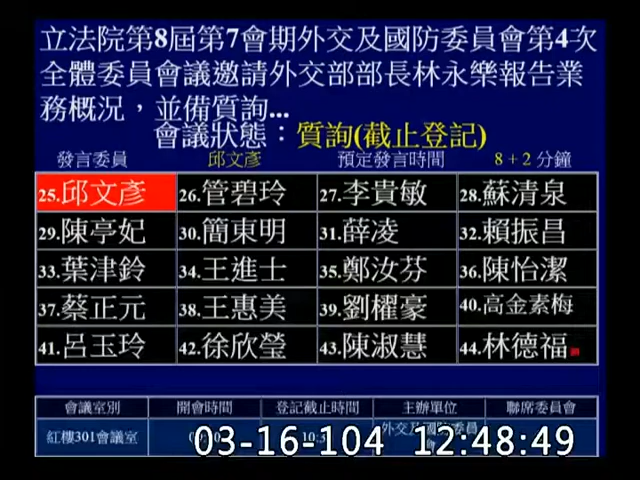 立法院第8屆第7會期外交及國防委員會第4次
全體委員會議邀請外交部部長林永樂報告業
務概況，並備質詢...
會議狀態：質詢(截止登記)
發言委員 邱文彥 預定發言時間 8 + 2 分鐘
25.邱文彥 26.管碧玲 27.李貴敏 28.蘇清泉
29.陳亭妃 30.簡東明 31.薛凌 32.賴振昌
33.葉津鈴 34.王進士 35.鄭汝芬 36.陳怡潔
37.蔡正元 38.王惠美 39.劉櫂豪 40.高金素梅
41.呂玉玲 42.徐欣瑩 43.陳淑慧 44.林德福
會議室別 開會時間 登記截止時間 主辦單位 聯席委員會
紅樓301會議室 外交及國防委員
03-16-104 12:48:49